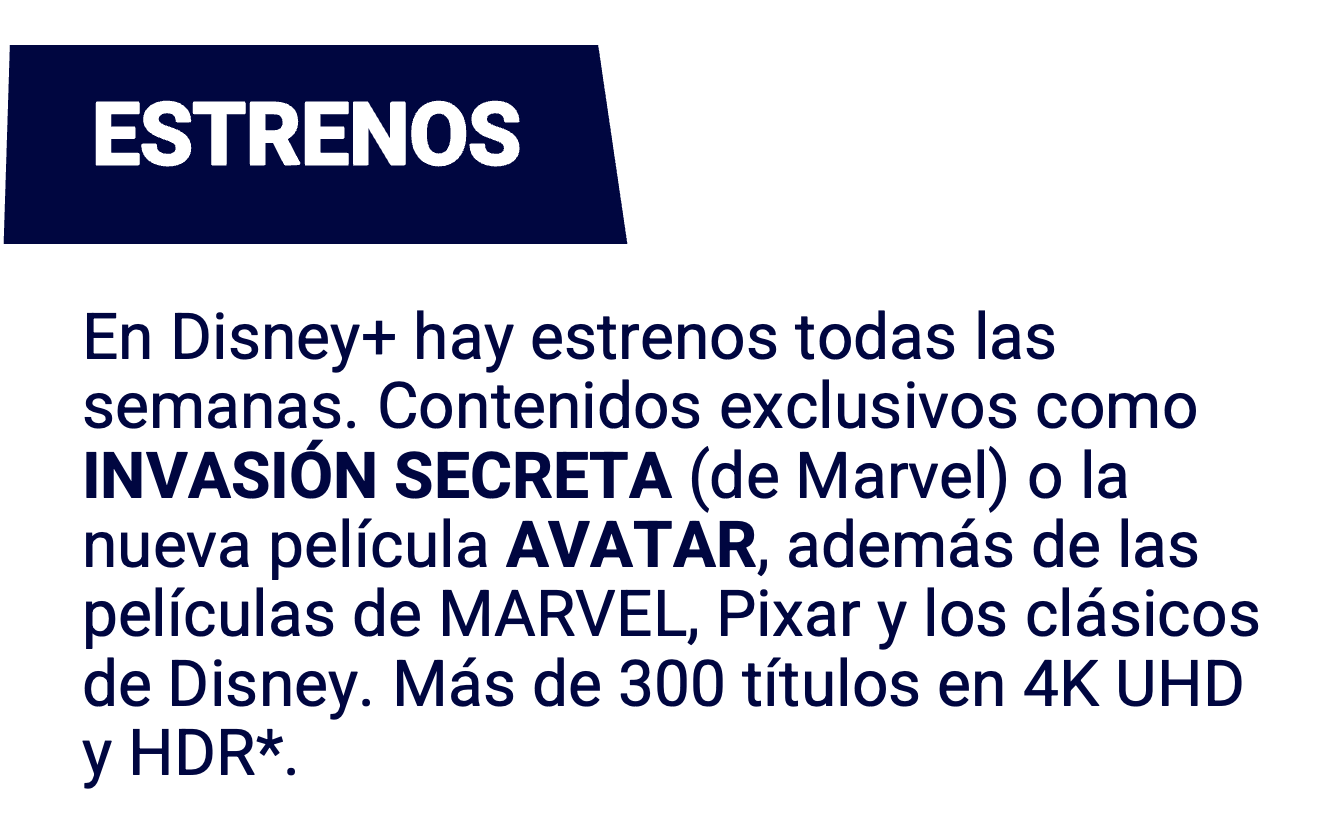 ESTRENOS
En Disney+ hay estrenos todas las
semanas. Contenidos exclusivos como
INVASIÓN SECRETA (de Marvel) o la
nueva película AVATAR, además de las
películas de MARVEL, Pixar y los clásicos
de Disney. Más de 300 títulos en 4K UHD
y HDR*.